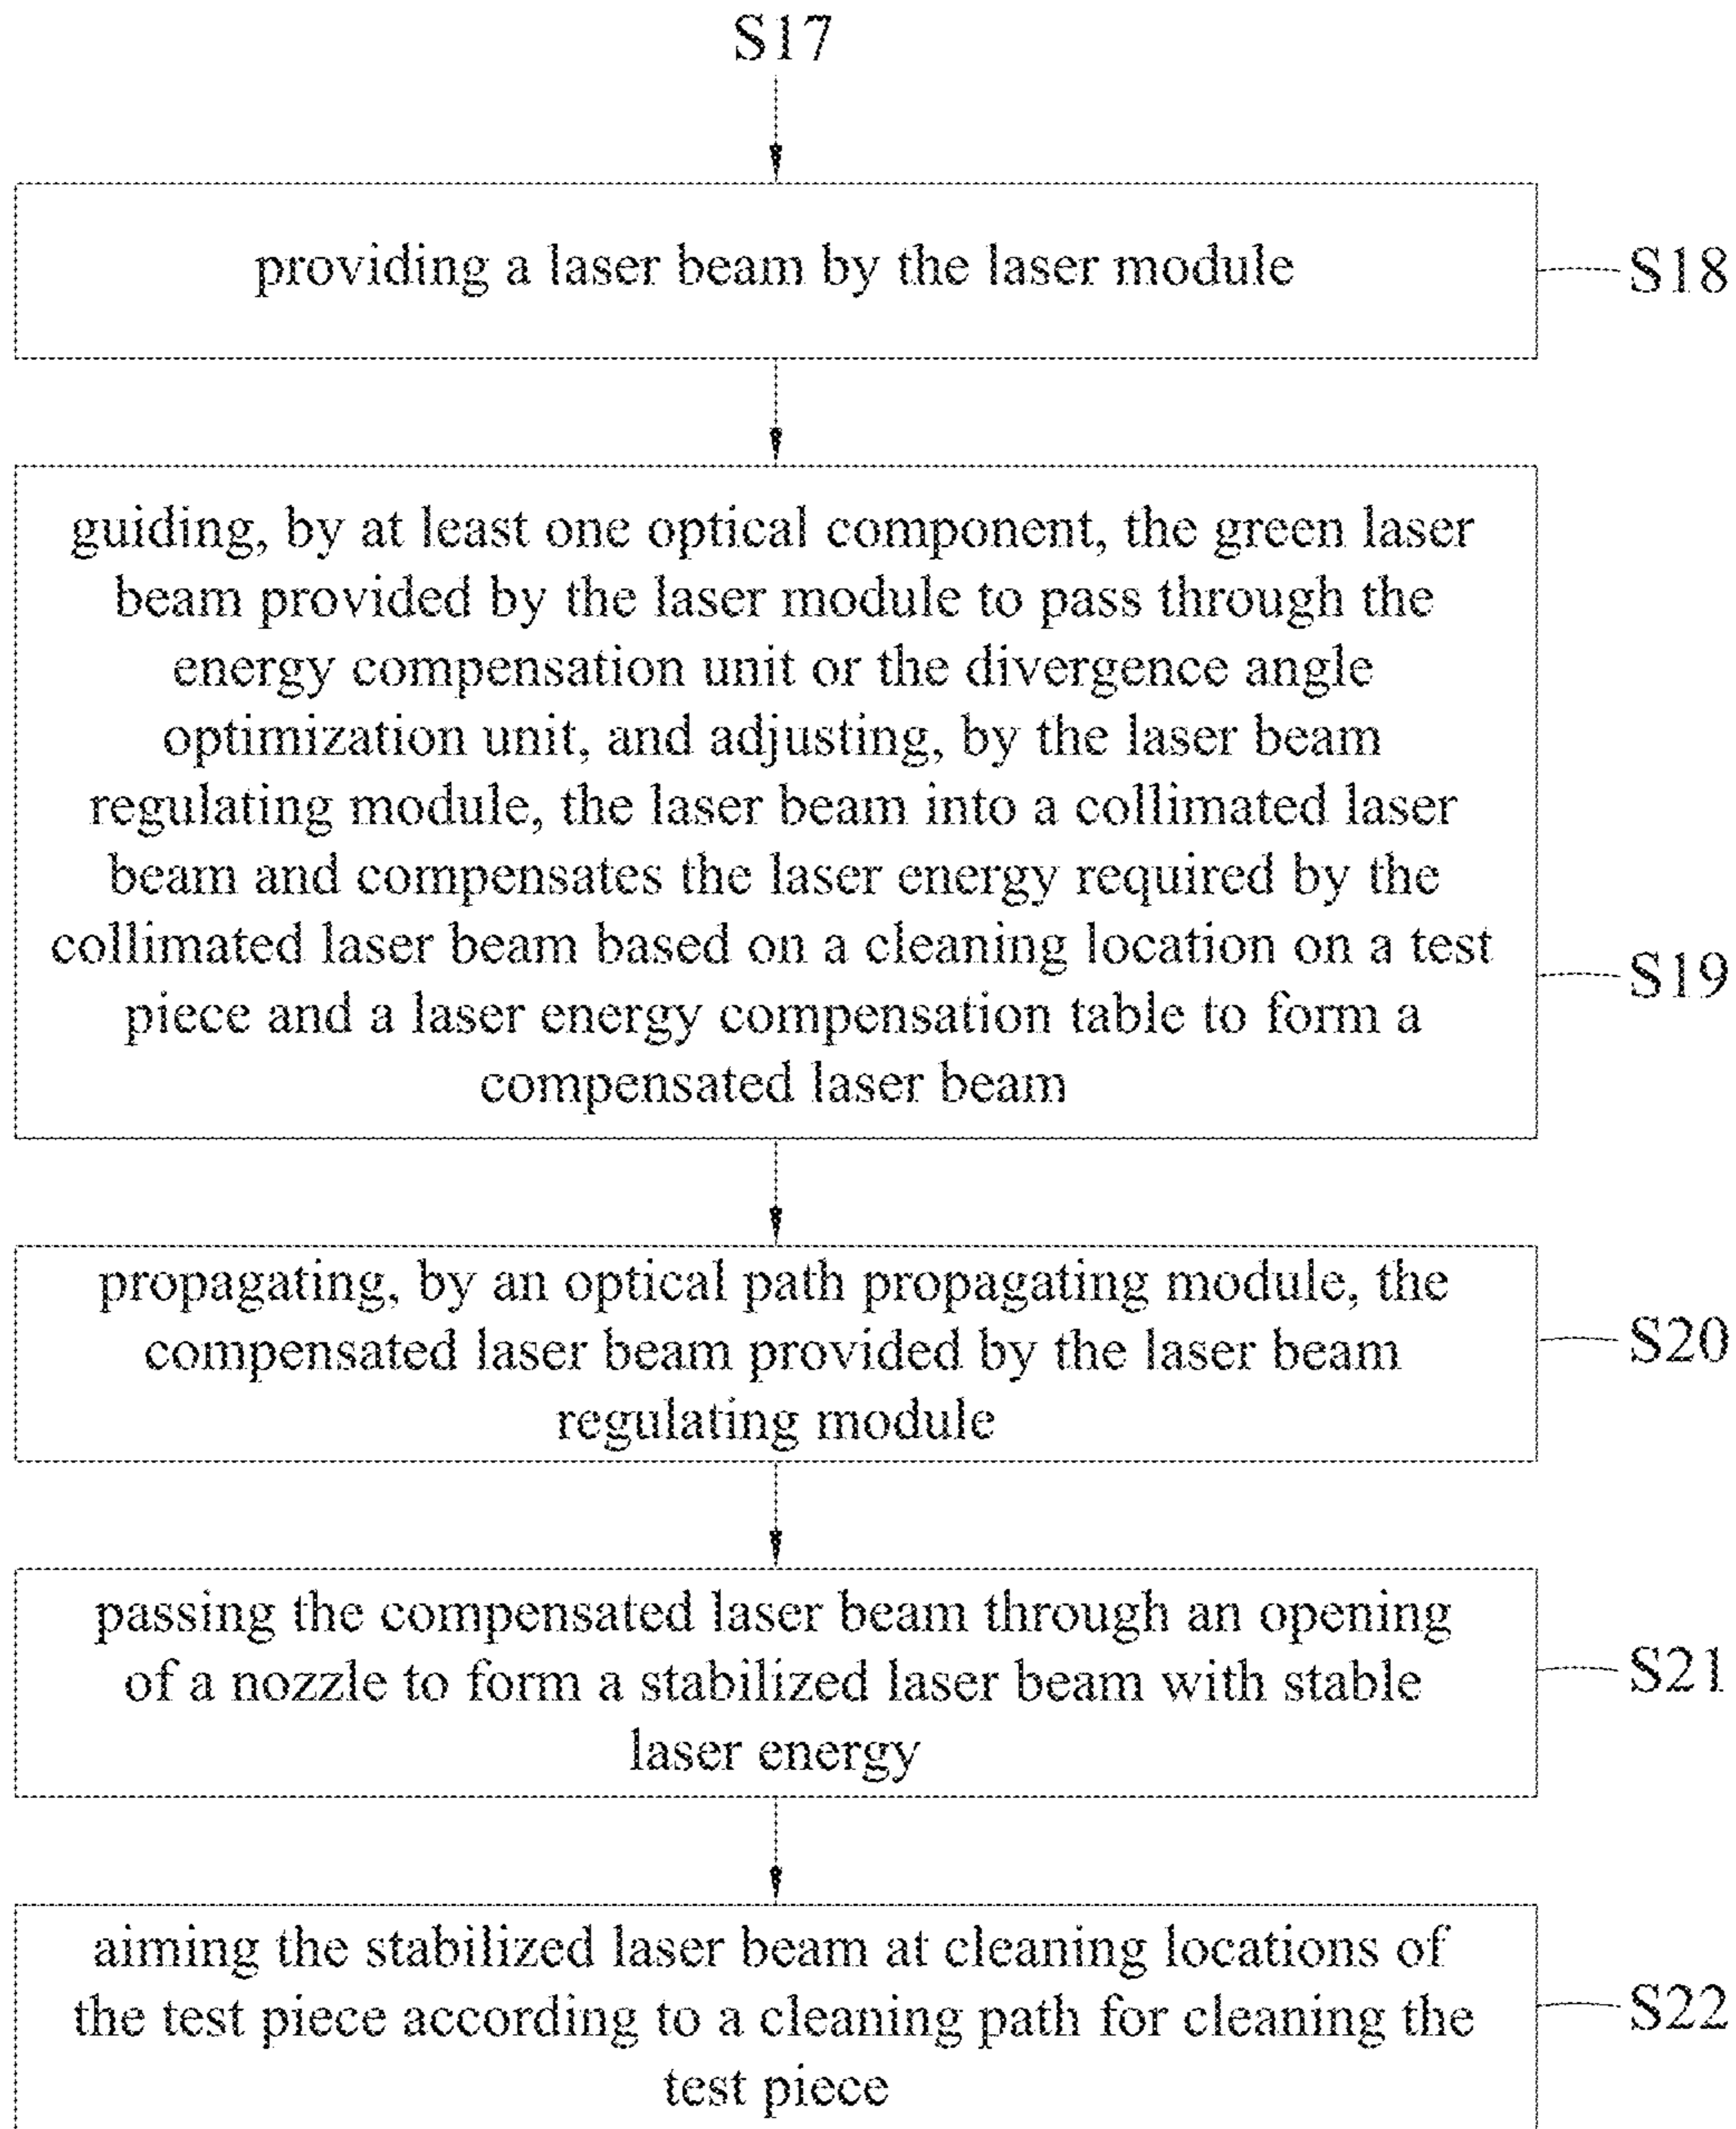 S17
providing a laser beam by the laser module
S18
guiding, by at least one optical component, the green laser
beam provided by the laser module to pass through the
energy compensation unit or the divergence angle
optimization unit, and adjusting, by the laser beam
regulating module, the laser beam into a collimated laser
beam and compensates the laser energy required by the
collimated laser beam based on a cleaning location on a test
piece and a laser energy compensation table to form a
compensated laser beam
S19
propagating, by an optical path propagating module, the
compensated laser beam provided by the laser beam
regulating module
S20
passing the compensated laser beam through an opening
of a nozzle to form a stabilized laser beam with stable
laser energy
S21
aiming the stabilized laser beam at cleaning locations of
the test piece according to a cleaning path for cleaning the
test piece
S22